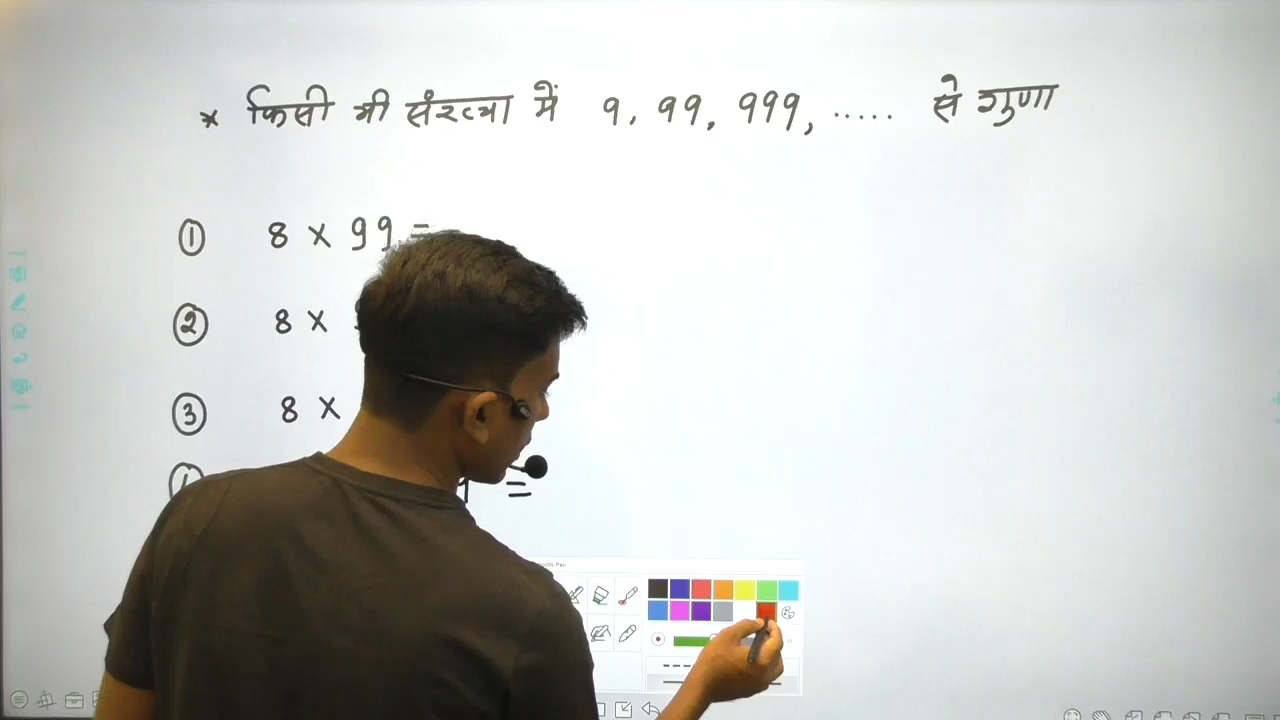 * किसी भी संख्या में 9, 99, 999, ..... से गुणा
① 8 × 99 =
② 8 ×
③ 8 ×
=